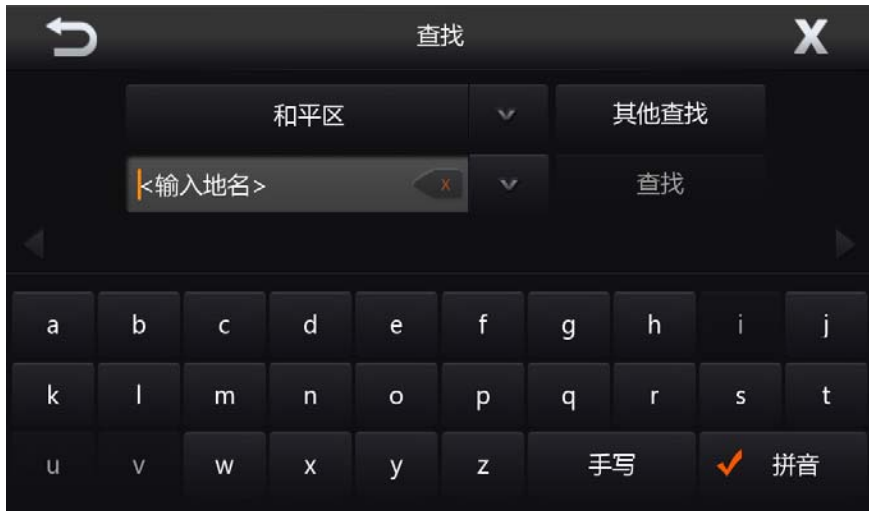 查找 X
和平区 其他查找
<输入地名> x 查找
a b c d e f g h i j
k l m n o p q r s t
u v w x y z 手写 拼音